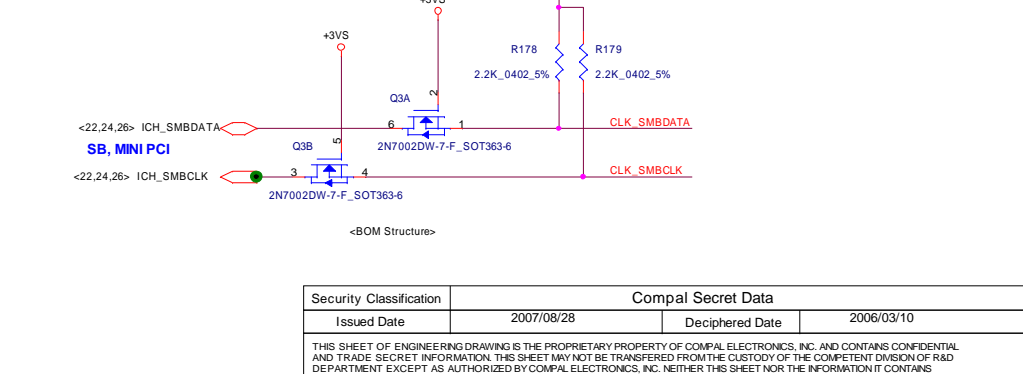 +3VS
+3VS
R178
R179
2.2K_0402_5%
2.2K_0402_5%
2
Q3A
<22,24,26> ICH_SMBDATA
6
1
CLK_SMBDATA
SB, MINI PCI
5
Q3B
2N7002DW-7-F_SOT363-6
<22,24,26> ICH_SMBCLK
3
4
CLK_SMBCLK
2N7002DW-7-F_SOT363-6
<BOM Structure>
Security Classification
Compal Secret Data
Issued Date
2007/08/28
Deciphered Date
2006/03/10
THIS SHEET OF ENGINEERING DRAWING IS THE PROPRIETARY PROPERTY OF COMPAL ELECTRONICS, INC. AND CONTAINS CONFIDENTIAL
AND TRADE SECRET INFORMATION. THIS SHEET MAY NOT BE TRANSFERED FROM THE CUSTODY OF THE COMPETENT DIVISION OF R&D
DEPARTMENT EXCEPT AS AUTHORIZED BY COMPAL ELECTRONICS, INC. NEITHER THIS SHEET NOR THE INFORMATION IT CONTAINS